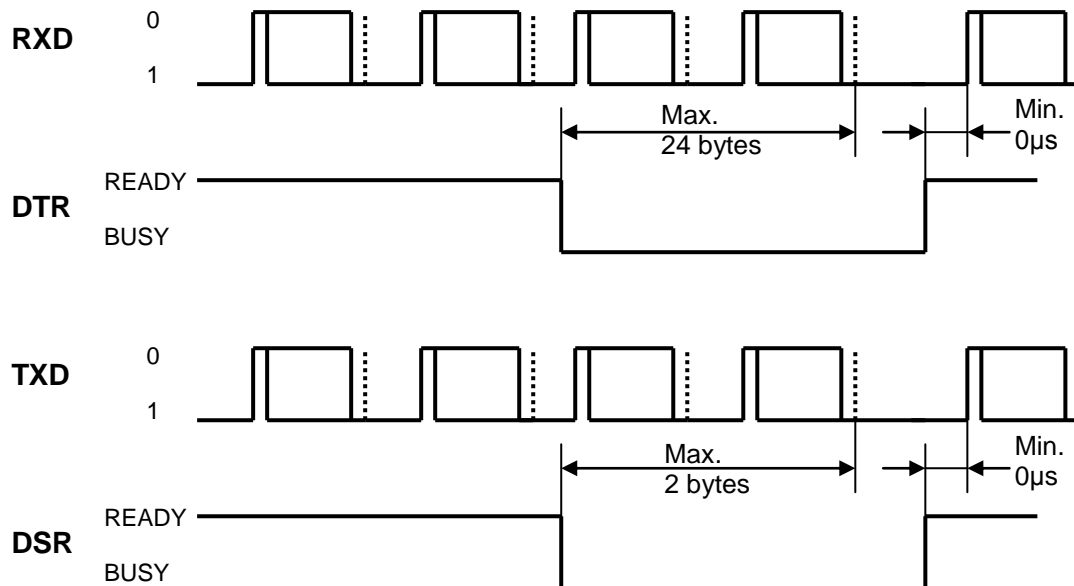 RXD
0
1
Max.
24 bytes
Min.
0µs
DTR
READY
BUSY
TXD
0
1
Max.
2 bytes
Min.
0µs
DSR
READY
BUSY